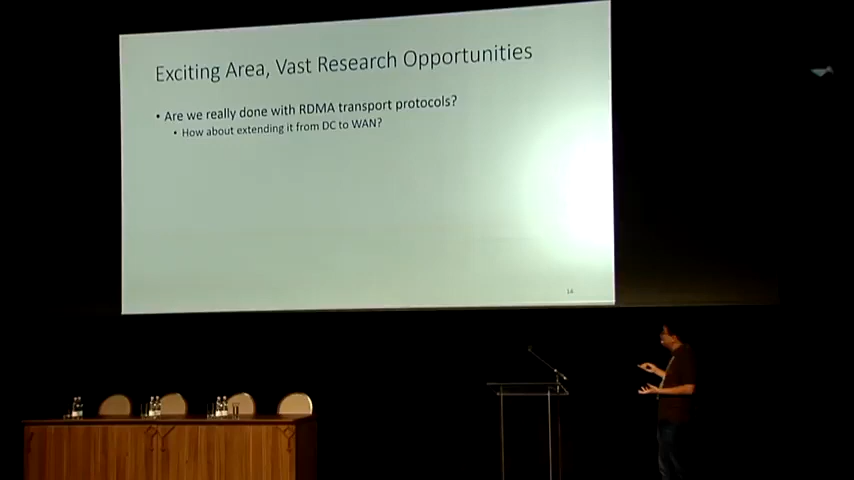 Exciting Area, Vast Research Opportunities
• Are we really done with RDMA transport protocols?
• How about extending it from DC to WAN?